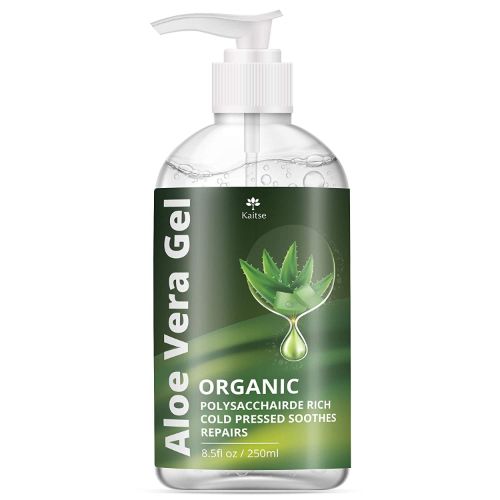 Kaitse
Aloe Vera Gel
ORGANIC
POLYSACCHAIRDE RICH
COLD PRESSED SOOTHES
REPAIRS
8.5fl oz / 250ml